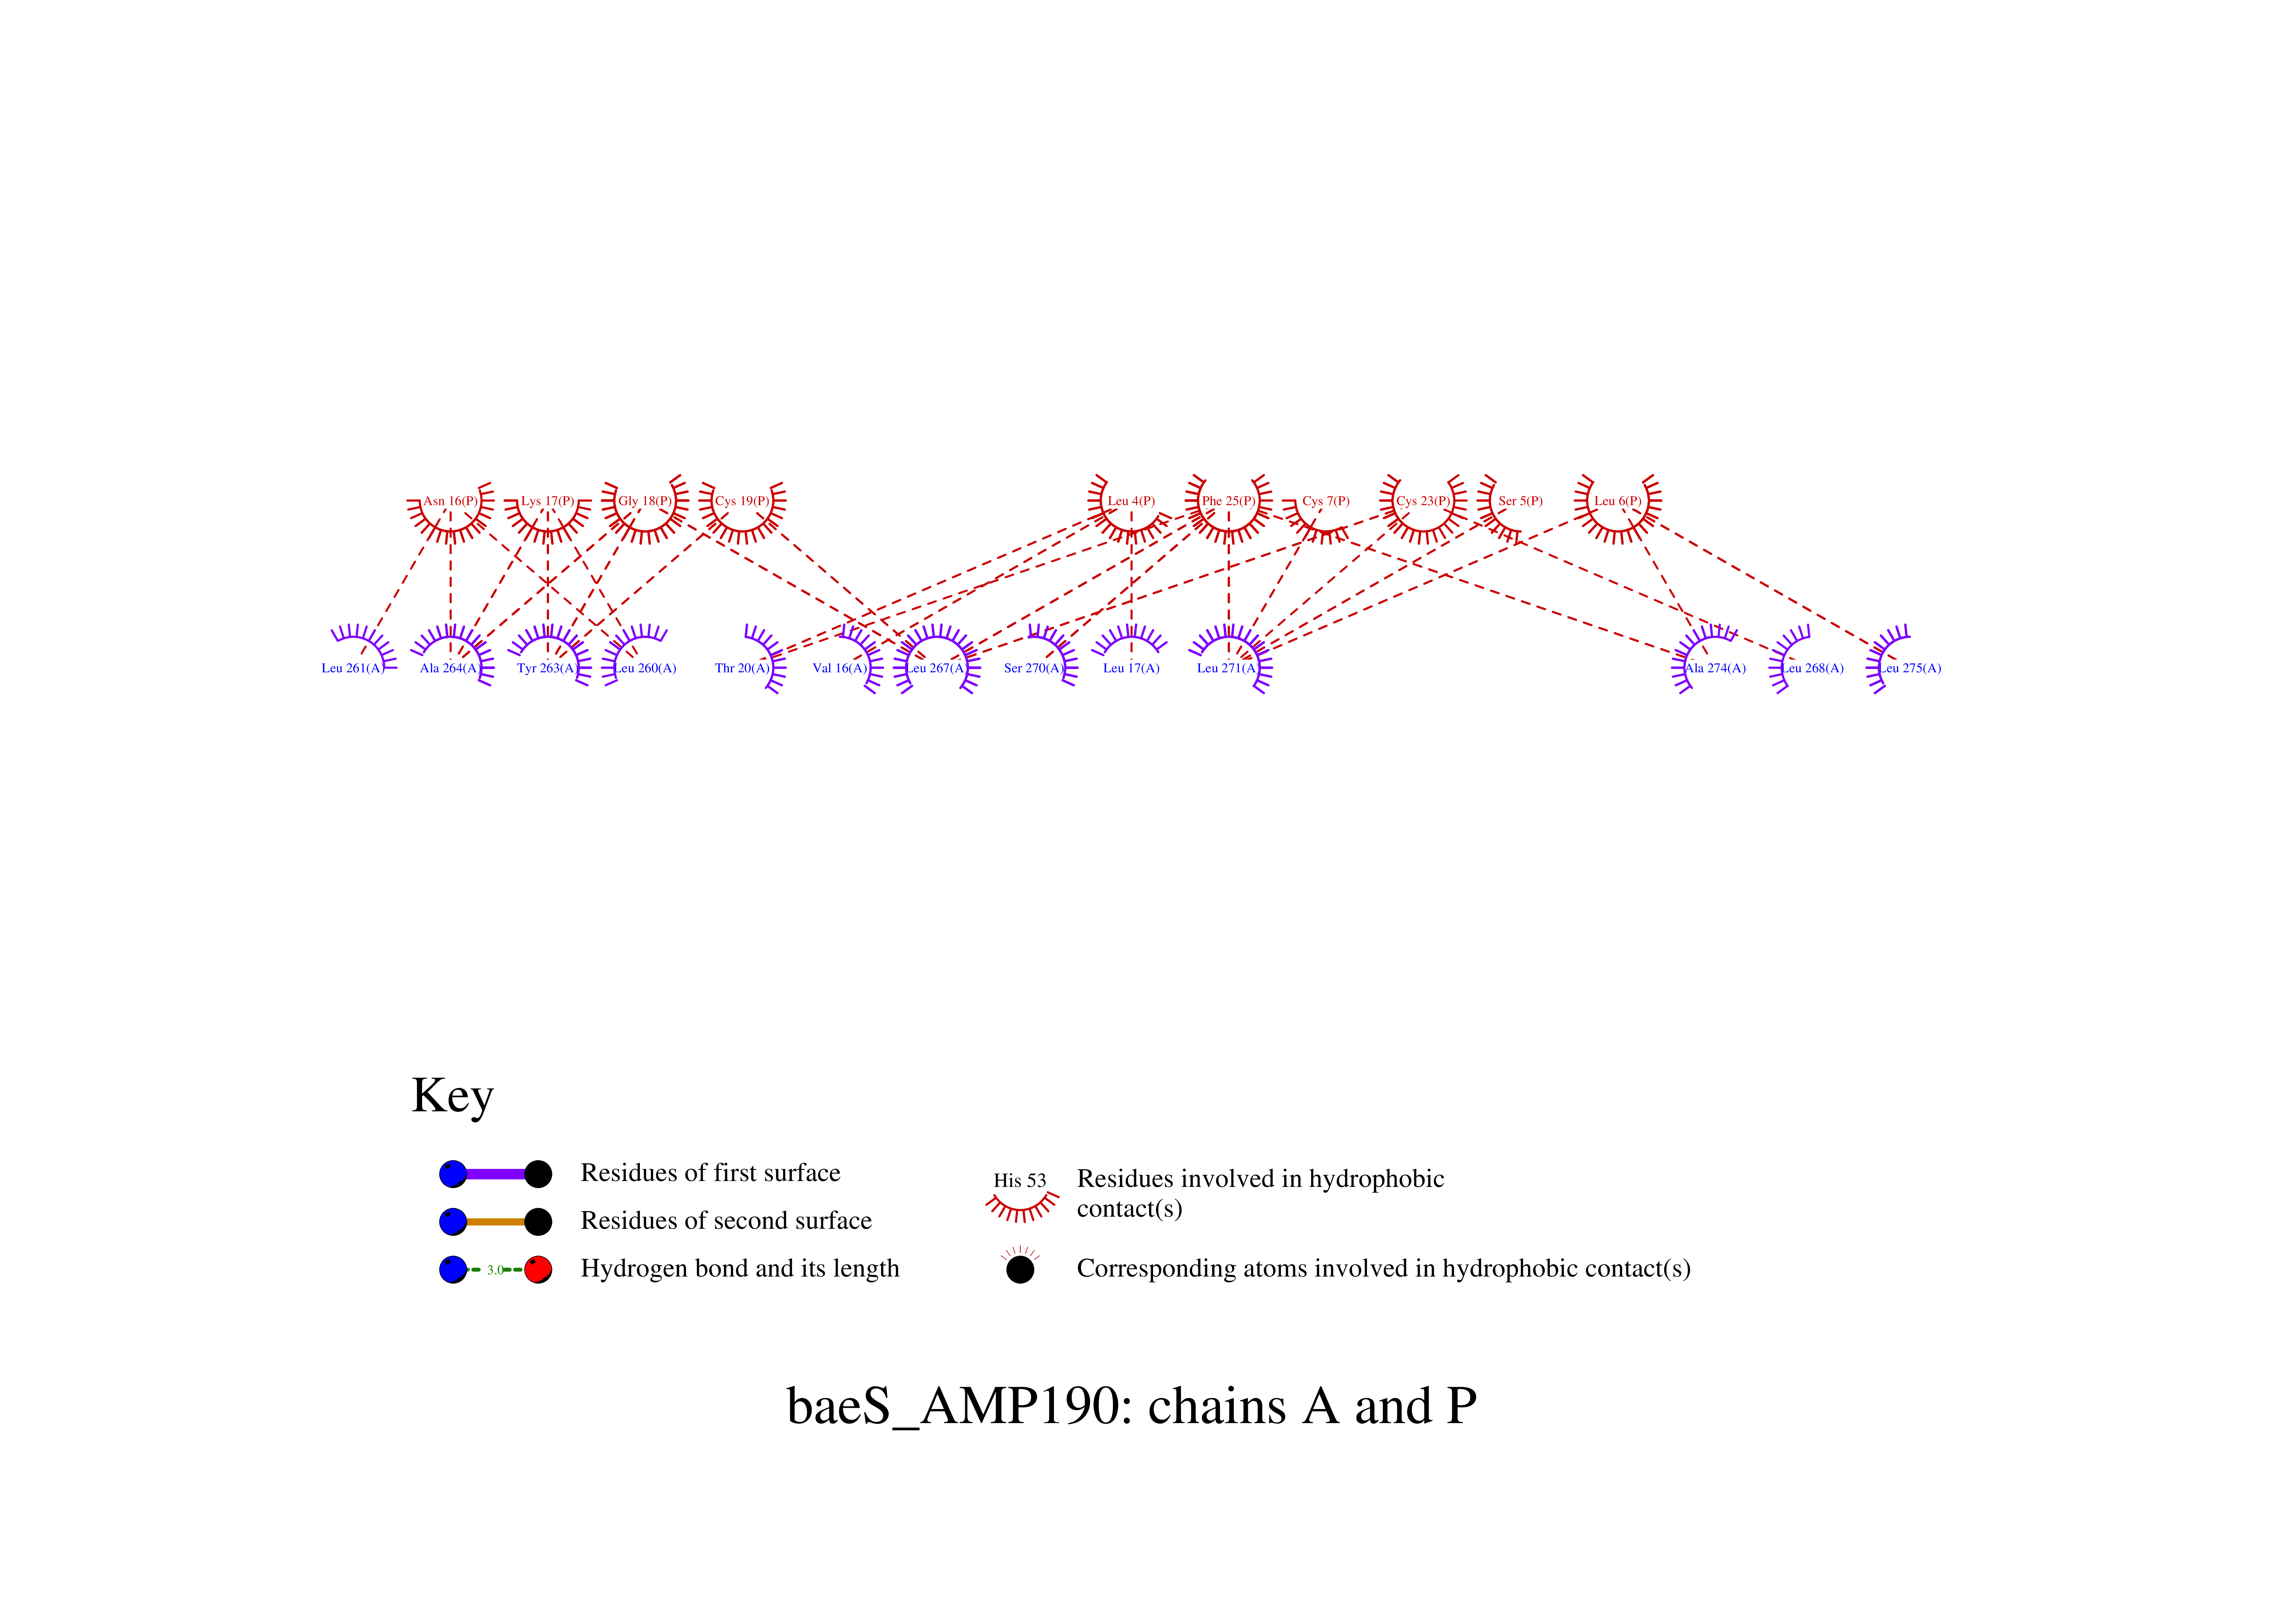 Asn 16(P) Lys 17(P) Gly 18(P) Cys 19(P) Leu 4(P) Phe 25(P) Cys 7(P) Cys 23(P) Ser 5(P) Leu 6(P)
Leu 261(A) Ala 264(A) Tyr 263(A) Leu 260(A) Thr 20(A) Val 16(A) Leu 267(A) Ser 270(A) Leu 17(A) Leu 271(A) Ala 274(A) Leu 268(A) Leu 275(A)
Key
Residues of first surface
Residues of second surface
3.0 Hydrogen bond and its length
His 53 Residues involved in hydrophobic
contact(s)
Corresponding atoms involved in hydrophobic contact(s)
baeS_AMP190: chains A and P